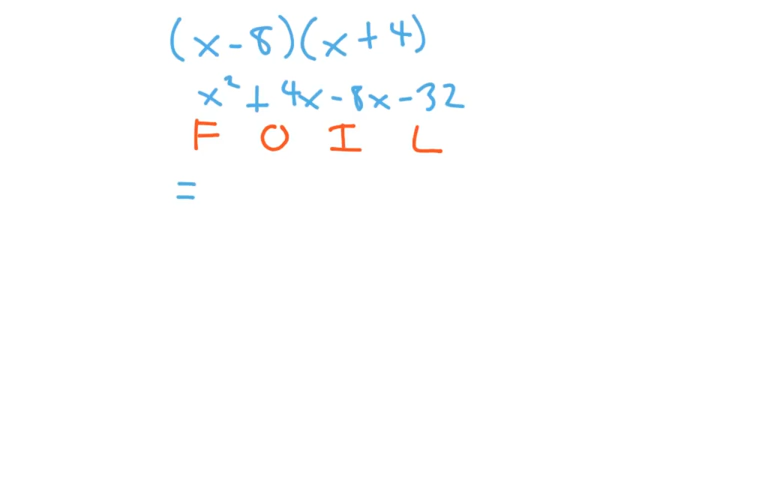 (x-8)(x+4)
x² + 4x - 8x - 32
F O I L
=